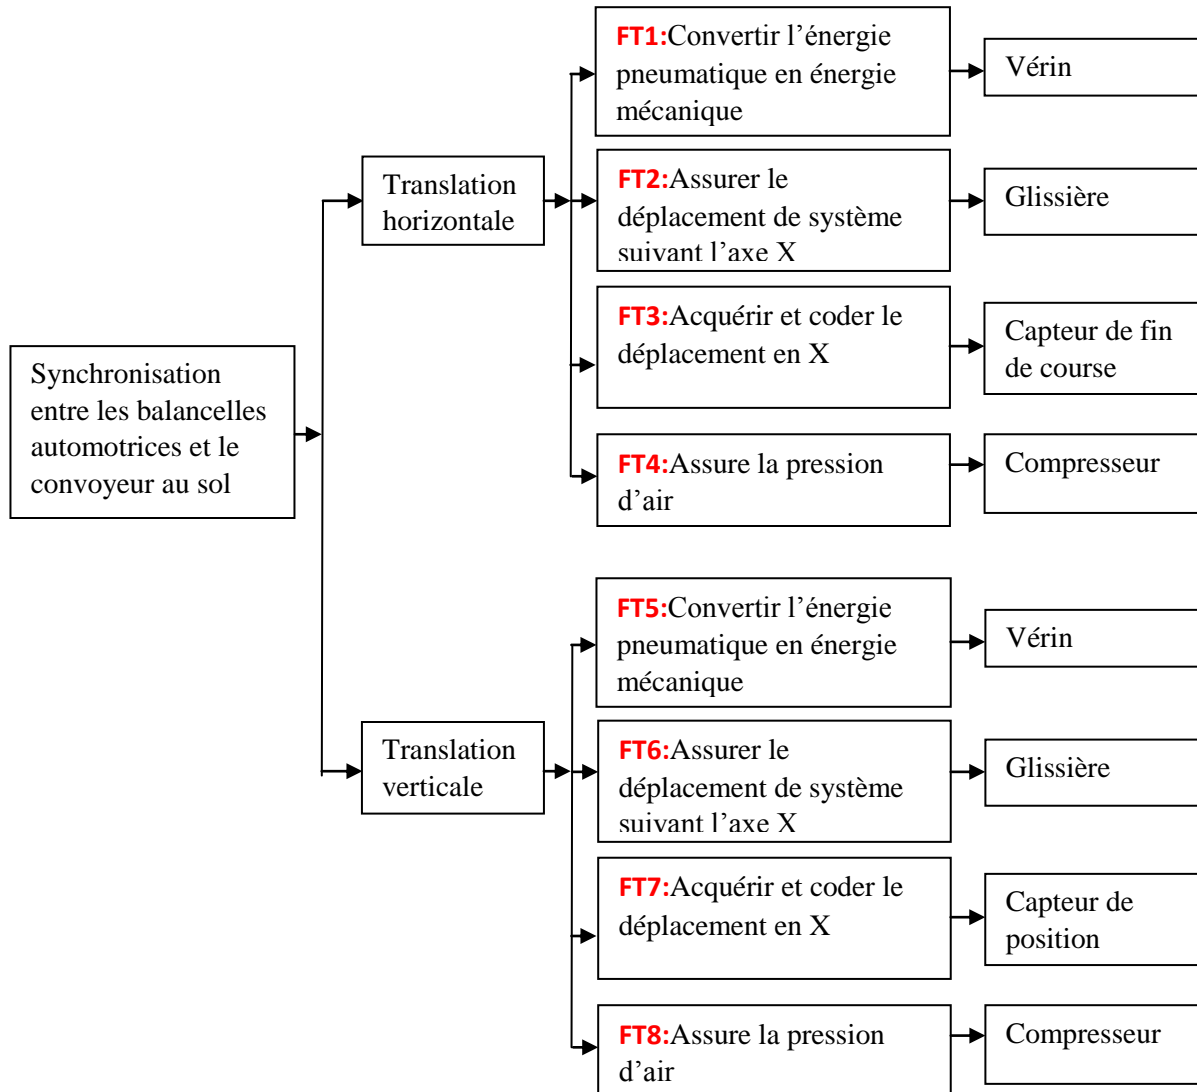 FT1:Convertir l’énergie
pneumatique en énergie
mécanique
Vérin
Translation
horizontale
FT2:Assurer le
déplacement de système
suivant l’axe X
Glissière
FT3:Acquérir et coder le
déplacement en X
Capteur de fin
de course
Synchronisation
entre les balancelles
automotrices et le
convoyeur au sol
FT4:Assure la pression
d’air
Compresseur
FT5:Convertir l’énergie
pneumatique en énergie
mécanique
Vérin
Translation
verticale
FT6:Assurer le
déplacement de système
suivant l’axe X
Glissière
FT7:Acquérir et coder le
déplacement en X
Capteur de
position
FT8:Assure la pression
d’air
Compresseur